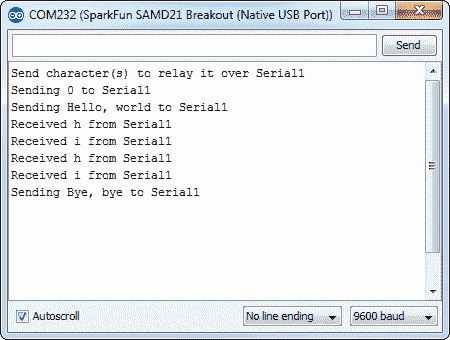 COM232 (SparkFun SAMD21 Breakout (Native USB Port))
Send
Send character(s) to relay it over Serial1
Sending 0 to Serial1
Sending Hello, world to Serial1
Received h from Serial1
Received i from Serial1
Received h from Serial1
Received i from Serial1
Sending Bye, bye to Serial1
Autoscroll
No line ending
9600 baud